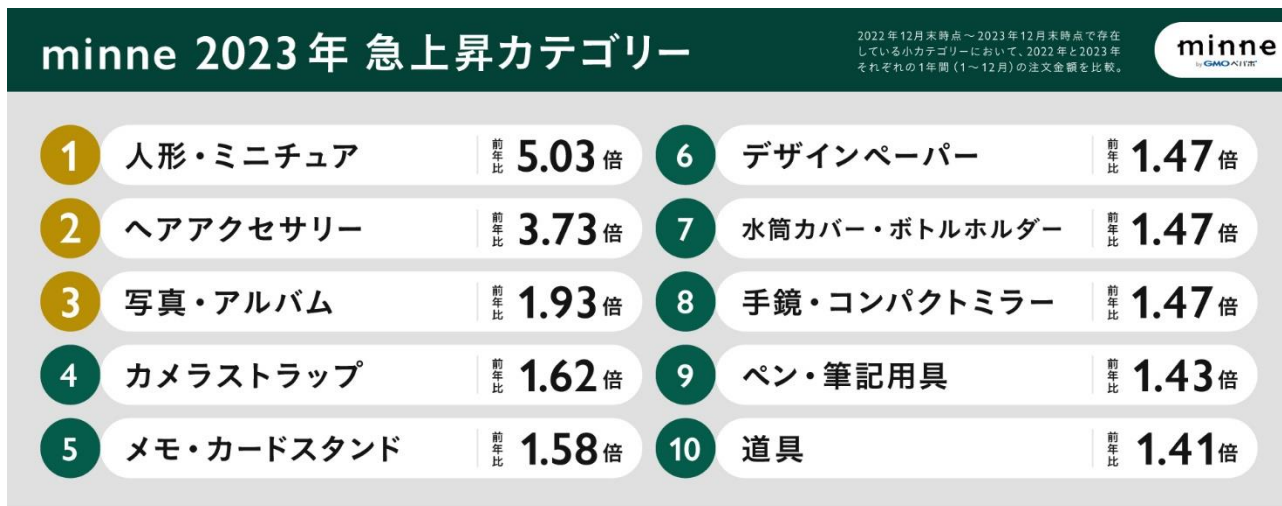 minne 2023年 急上昇カテゴリー
2022年12月末時点～2023年12月末時点で存在
している小カテゴリーにおいて、2022年と2023年
それぞれの1年間（1～12月）の注文金額を比較。
minne
by GMOペパボ
1 人形・ミニチュア 前年比 5.03倍
2 ヘアアクセサリー 前年比 3.73倍
3 写真・アルバム 前年比 1.93倍
4 カメラストラップ 前年比 1.62倍
5 メモ・カードスタンド 前年比 1.58倍
6 デザインペーパー 前年比 1.47倍
7 水筒カバー・ボトルホルダー 前年比 1.47倍
8 手鏡・コンパクトミラー 前年比 1.47倍
9 ペン・筆記用具 前年比 1.43倍
10 道具 前年比 1.41倍